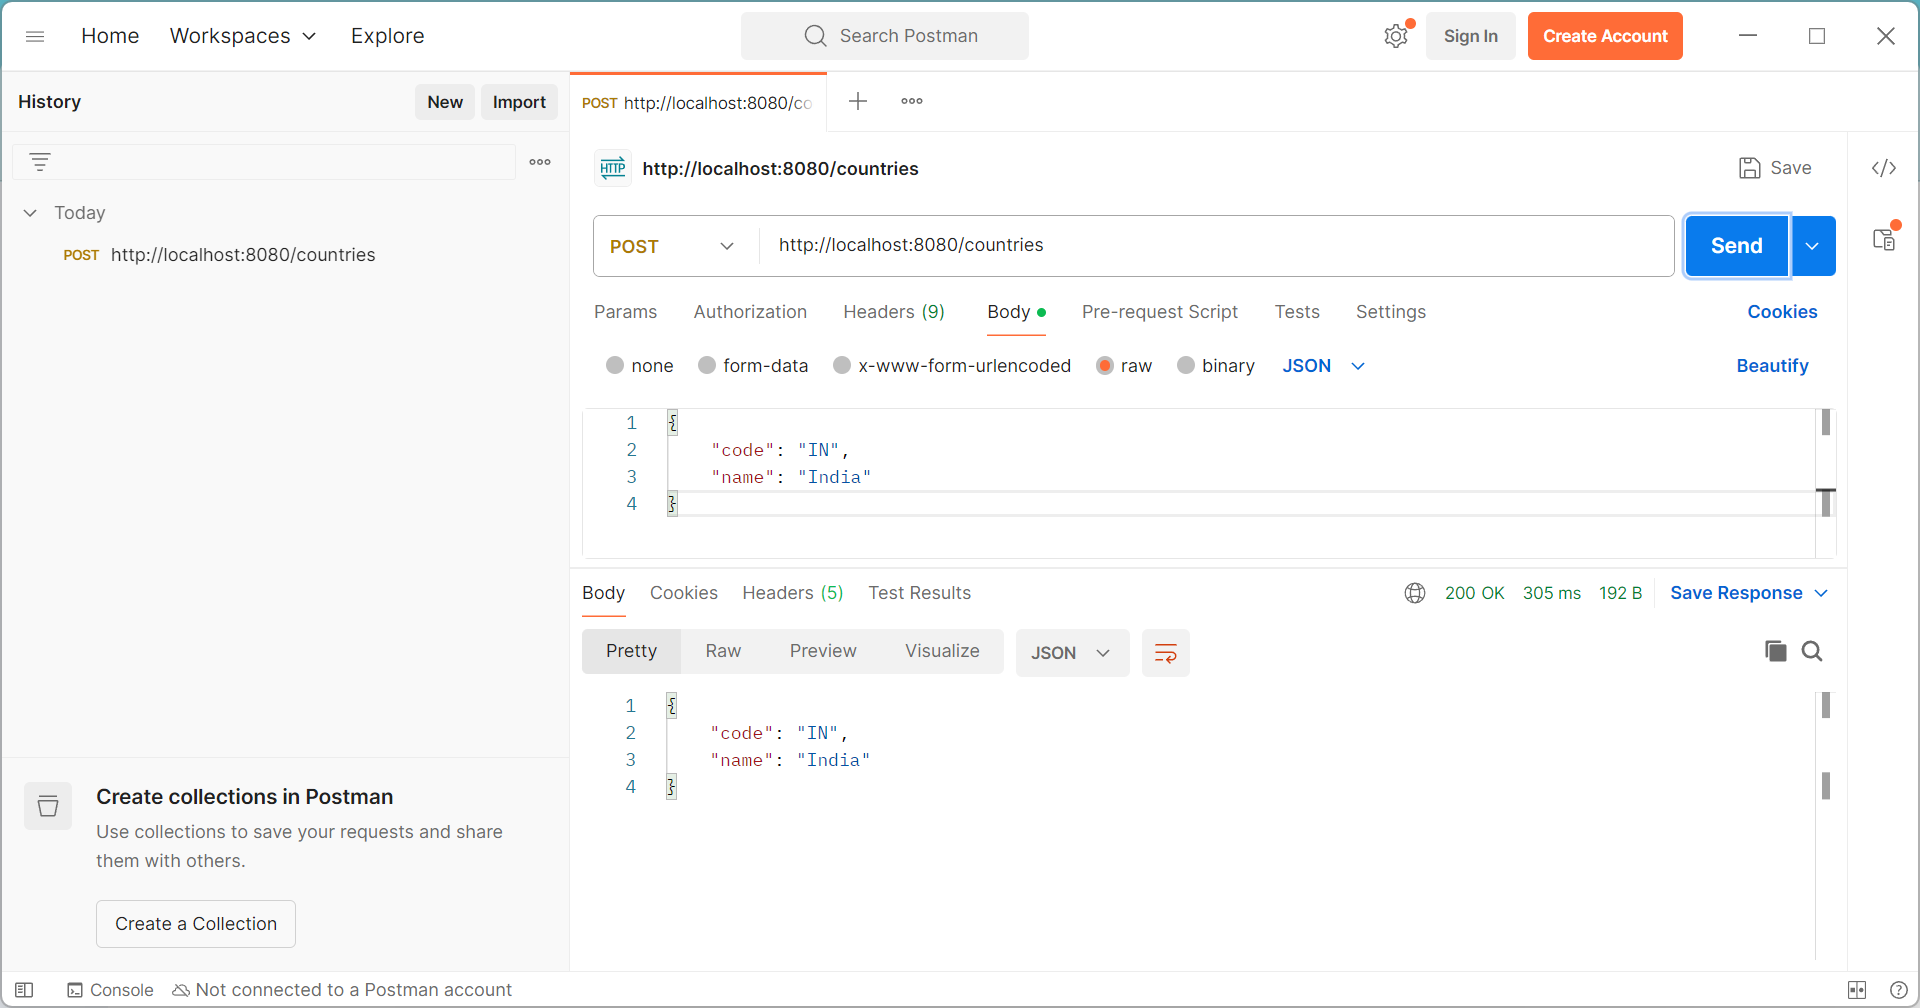 Home Workspaces Explore Search Postman Sign In Create Account
History New Import
POST http://localhost:8080/co
HTTP http://localhost:8080/countries Save
Today
POST http://localhost:8080/countries
POST http://localhost:8080/countries Send
Params Authorization Headers (9) Body Pre-request Script Tests Settings Cookies
none form-data x-www-form-urlencoded raw binary JSON Beautify
1 {
2 "code": "IN",
3 "name": "India"
4 }
Body Cookies Headers (5) Test Results 200 OK 305 ms 192 B Save Response
Pretty Raw Preview Visualize JSON
1 {
2 "code": "IN",
3 "name": "India"
4 }
Create collections in Postman
Use collections to save your requests and share
them with others.
Create a Collection
Console Not connected to a Postman account